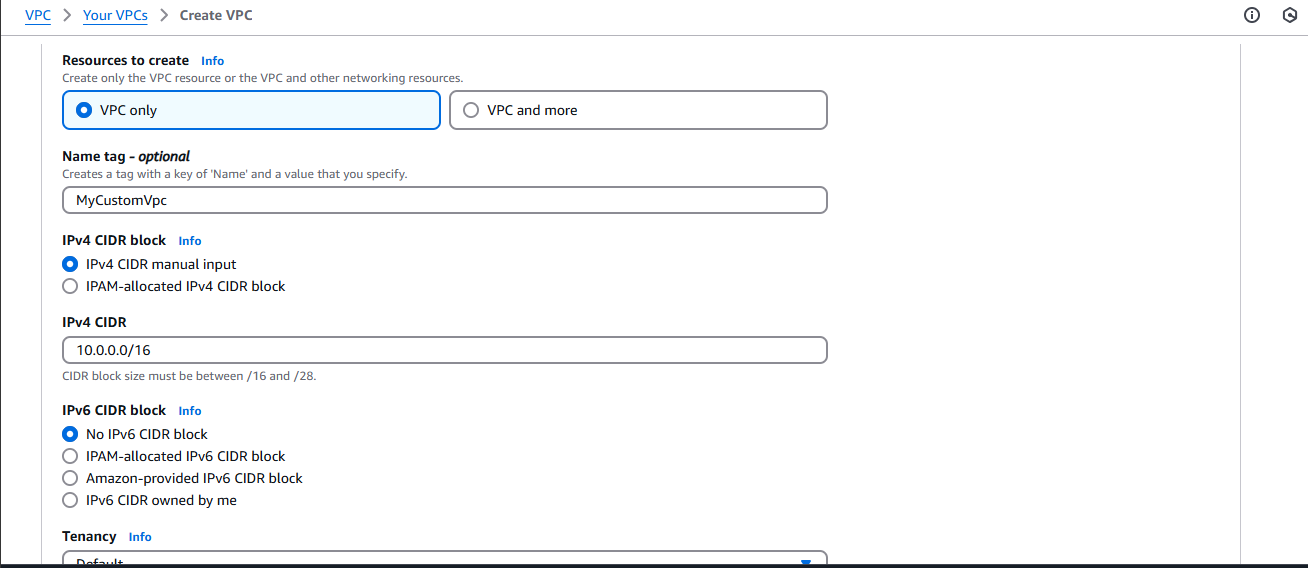 VPC > Your VPCs > Create VPC
Resources to create Info
Create only the VPC resource or the VPC and other networking resources.
VPC only VPC and more
Name tag - optional
Creates a tag with a key of 'Name' and a value that you specify.
MyCustomVpc
IPv4 CIDR block Info
IPv4 CIDR manual input
IPAM-allocated IPv4 CIDR block
IPv4 CIDR
10.0.0.0/16
CIDR block size must be between /16 and /28.
IPv6 CIDR block Info
No IPv6 CIDR block
IPAM-allocated IPv6 CIDR block
Amazon-provided IPv6 CIDR block
IPv6 CIDR owned by me
Tenancy Info
Default